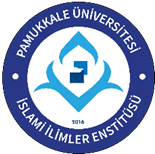 PAMUKKALE ÜNİVERSİTESİ
2016
İSLAMİ İLİMLER ENSTİTÜSÜ